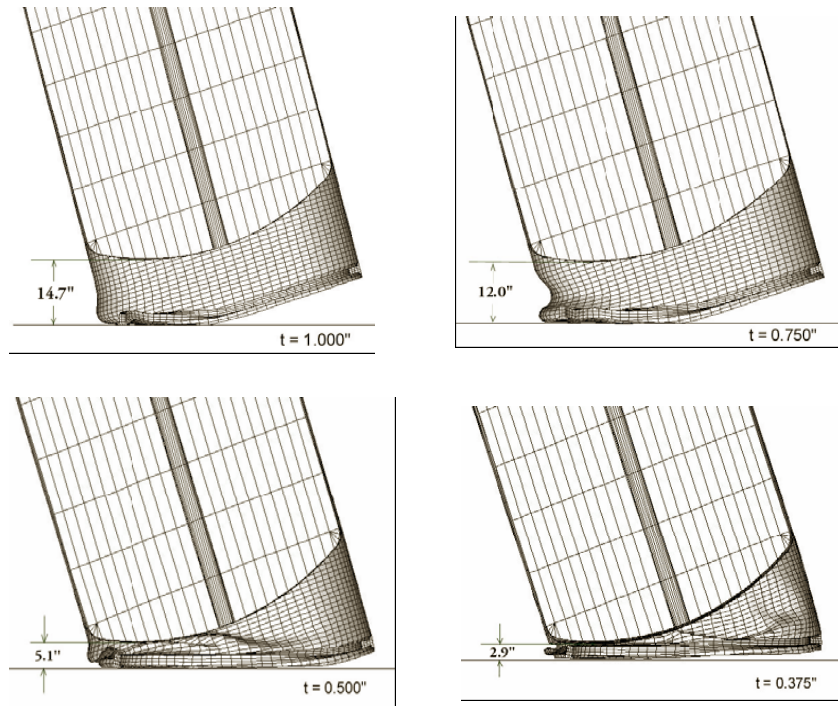 14.7"
t = 1.000"
12.0"
t = 0.750"
5.1"
t = 0.500"
2.9"
t = 0.375"